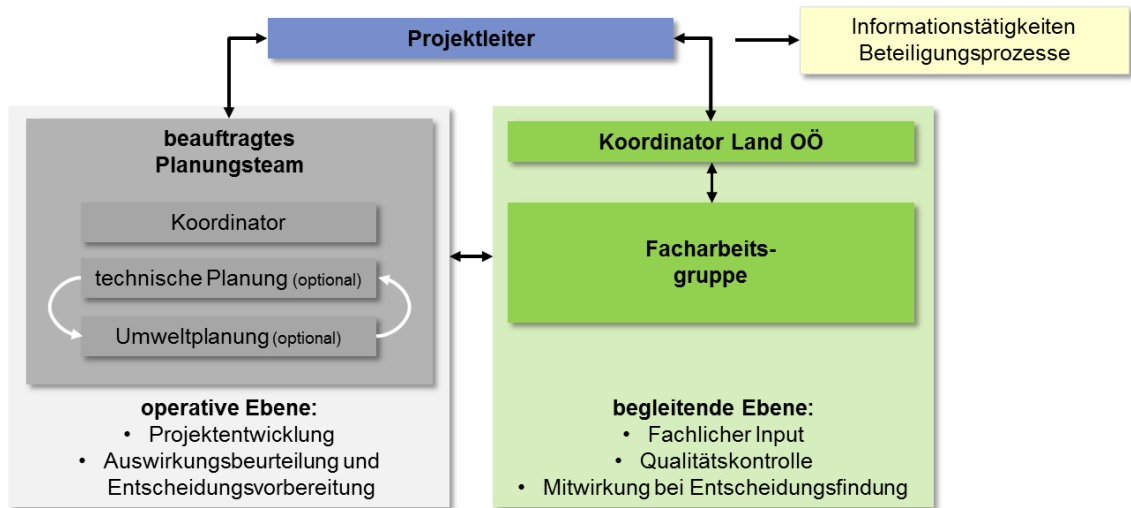 Projektleiter
Informationstätigkeiten
Beteiligungsprozesse
beauftragtes
Planungsteam
Koordinator
technische Planung (optional)
Umweltplanung (optional)
operative Ebene:
• Projektentwicklung
• Auswirkungsbeurteilung und
Entscheidungsvorbereitung
Koordinator Land OÖ
Facharbeits-
gruppe
begleitende Ebene:
• Fachlicher Input
• Qualitätskontrolle
• Mitwirkung bei Entscheidungsfindung